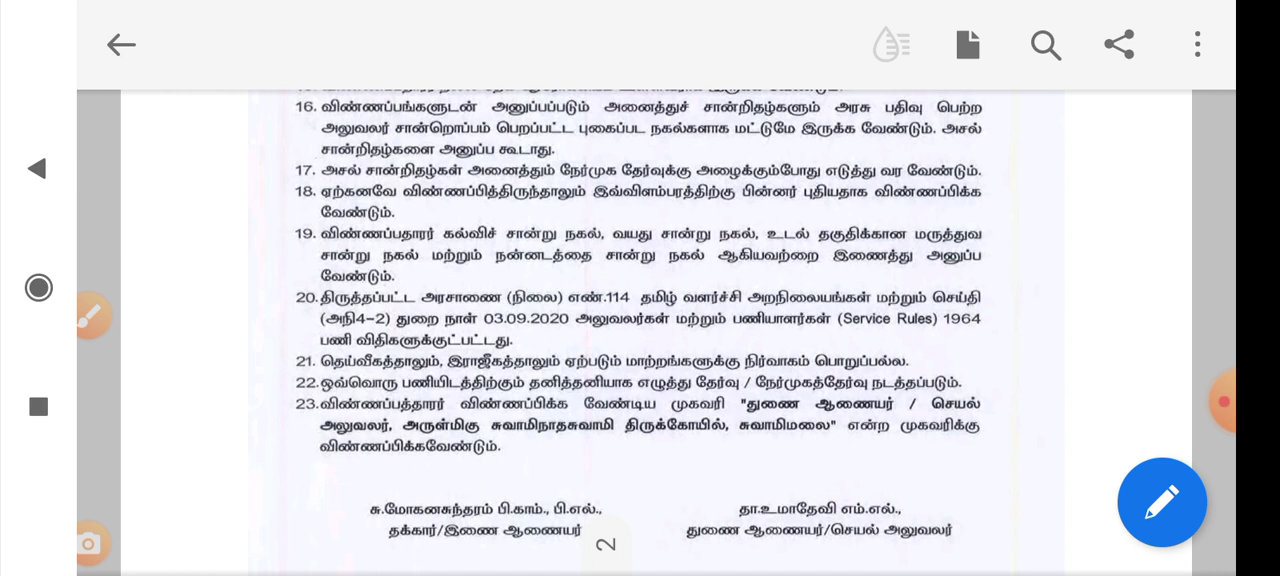 16. விண்ணப்பங்களுடன் அனுப்பப்படும் அனைத்துச் சான்றிதழ்களும் அரசு பதிவு பெற்ற
அலுவலர் சான்றொப்பம் பெறப்பட்ட புகைப்பட நகல்களாக மட்டுமே இருக்க வேண்டும். அசல்
சான்றிதழ்களை அனுப்ப கூடாது.
17. அசல் சான்றிதழ்கள் அனைத்தும் நேர்முக தேர்வுக்கு அழைக்கும்போது எடுத்து வர வேண்டும்.
18. ஏற்கனவே விண்ணப்பித்திருந்தாலும் இவ்விளம்பரத்திற்கு பின்னர் புதியதாக விண்ணப்பிக்க
வேண்டும்.
19. விண்ணப்பதாரர் கல்விச் சான்று நகல், வயது சான்று நகல், உடல் தகுதிக்கான மருத்துவ
சான்று நகல் மற்றும் நன்னடத்தை சான்று நகல் ஆகியவற்றை இணைத்து அனுப்ப
வேண்டும்.
20.திருத்தப்பட்ட அரசாணை (நிலை) எண்.114 தமிழ் வளர்ச்சி அறநிலையங்கள் மற்றும் செய்தி
(அநி4-2) துறை நாள் 03.09.2020 அலுவலர்கள் மற்றும் பணியாளர்கள் (Service Rules) 1964
பணி விதிகளுக்குட்பட்டது.
21. தெய்வீகத்தாலும், இராஜீகத்தாலும் ஏற்படும் மாற்றங்களுக்கு நிர்வாகம் பொறுப்பல்ல.
22.ஒவ்வொரு பணியிடத்திற்கும் தனித்தனியாக எழுத்து தேர்வு / நேர்முகத்தேர்வு நடத்தப்படும்.
23.விண்ணப்பத்தாரர் விண்ணப்பிக்க வேண்டிய முகவரி "துணை ஆணையர் / செயல்
அலுவலர், அருள்மிகு சுவாமிநாதசுவாமி திருக்கோயில், சுவாமிமலை" என்ற முகவரிக்கு
விண்ணப்பிக்கவேண்டும்.
சு.மோகனசுந்தரம் பி.காம்., பி.எல்., தா.உமாதேவி எம்.எல்.,
தக்கார்/இணை ஆணையர் துணை ஆணையர்/செயல் அலுவலர்
2